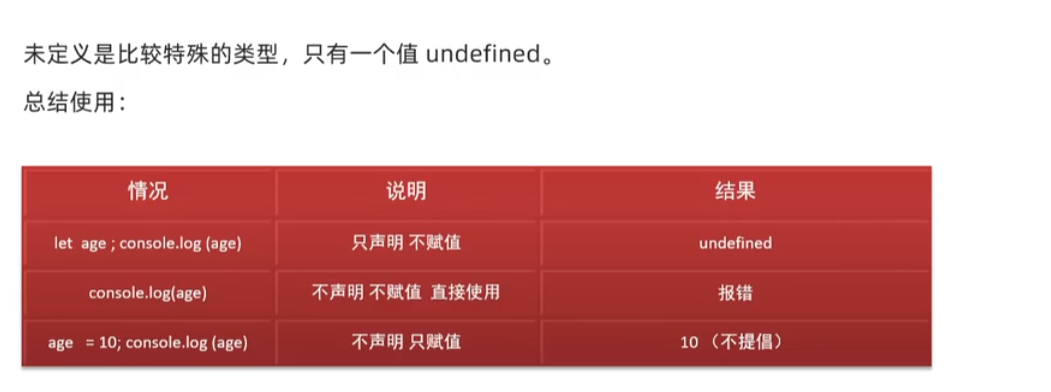 未定义是比较特殊的类型，只有一个值 undefined。
总结使用：
情况 说明 结果
let age ; console.log (age) 只声明 不赋值 undefined
console.log(age) 不声明 不赋值 直接使用 报错
age = 10; console.log (age) 不声明 只赋值 10 （不提倡）